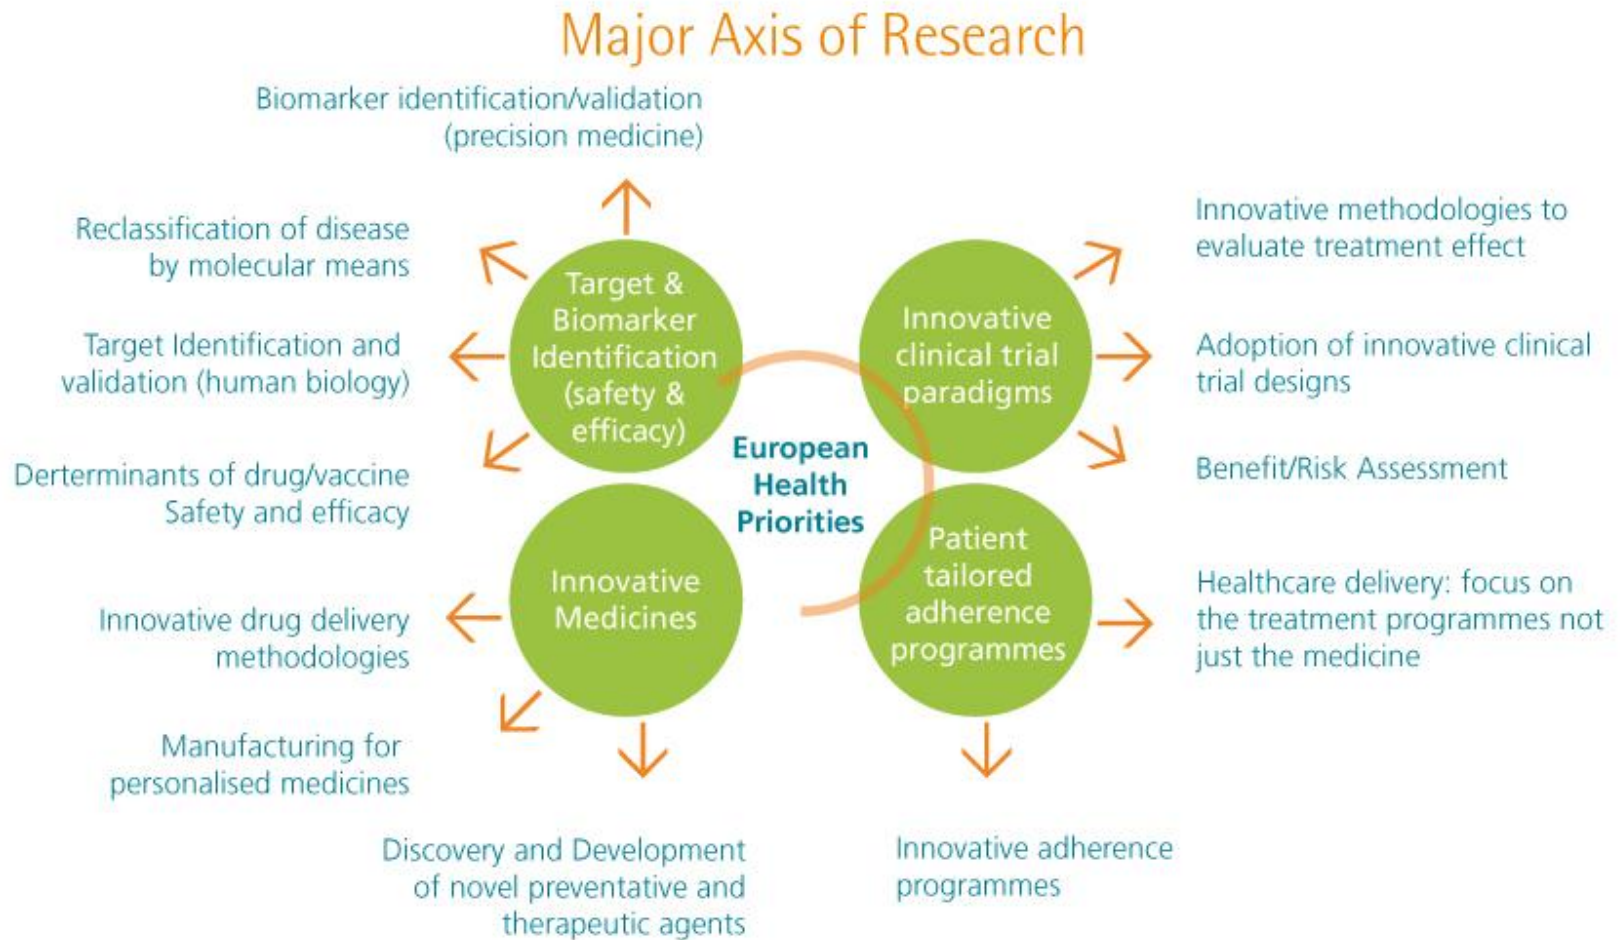 Major Axis of Research
Biomarker identification/validation
(precision medicine)
Reclassification of disease
by molecular means
Target Identification and
validation (human biology)
Derterminants of drug/vaccine
Safety and efficacy
Innovative drug delivery
methodologies
Manufacturing for
personalised medicines
Discovery and Development
of novel preventative and
therapeutic agents
Target &
Biomarker
Identification
(safety &
efficacy)
Innovative
Medicines
European
Health
Priorities
Innovative
clinical trial
paradigms
Patient
tailored
adherence
programmes
Innovative methodologies to
evaluate treatment effect
Adoption of innovative clinical
trial designs
Benefit/Risk Assessment
Healthcare delivery: focus on
the treatment programmes not
just the medicine
Innovative adherence
programmes